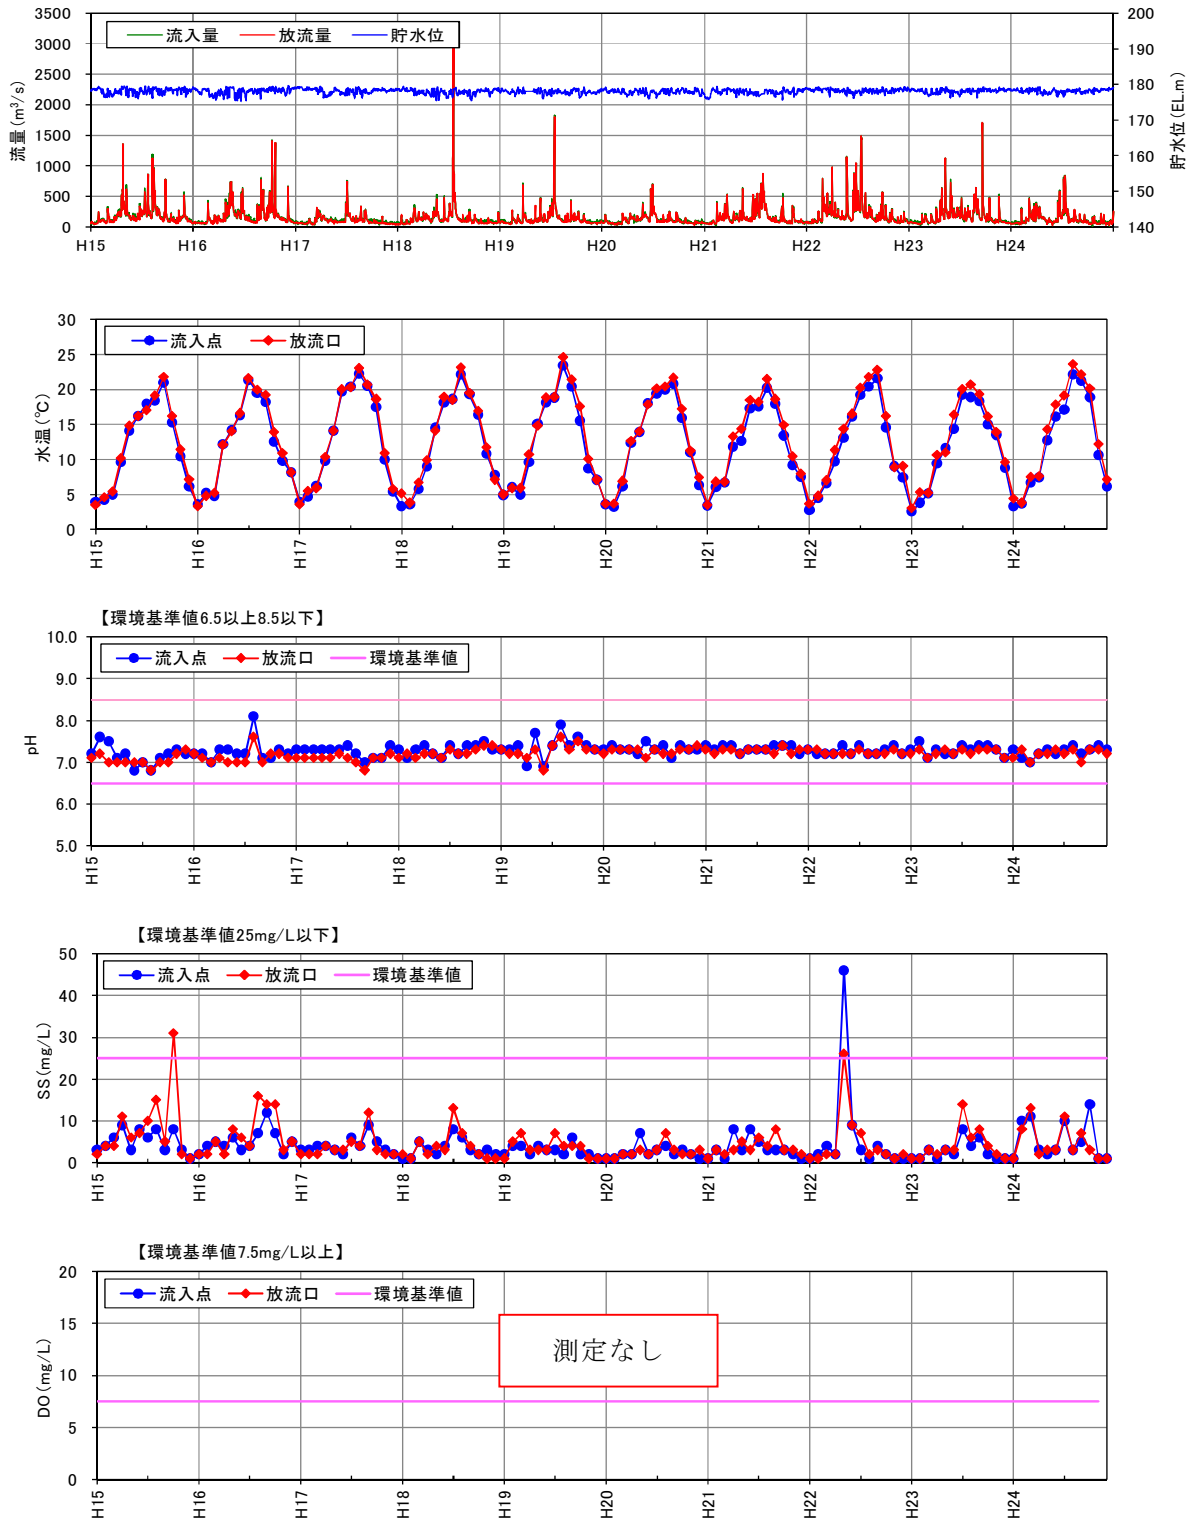 流入量 放流量 貯水位
3500
3000
2500
2000
1500
1000
500
0
流量(m³/s)
200
190
180
170
160
150
140
貯水位(EL.m)
H15 H16 H17 H18 H19 H20 H21 H22 H23 H24
流入点 放流口
30
25
20
15
10
5
0
水温(℃)
H15 H16 H17 H18 H19 H20 H21 H22 H23 H24
【環境基準値6.5以上8.5以下】
流入点 放流口 環境基準値
10.0
9.0
8.0
7.0
6.0
5.0
pH
H15 H16 H17 H18 H19 H20 H21 H22 H23 H24
【環境基準値25mg/L以下】
流入点 放流口 環境基準値
50
40
30
20
10
0
SS(mg/L)
H15 H16 H17 H18 H19 H20 H21 H22 H23 H24
【環境基準値7.5mg/L以上】
流入点 放流口 環境基準値
20
15
10
5
0
DO(mg/L)
測定なし
H15 H16 H17 H18 H19 H20 H21 H22 H23 H24